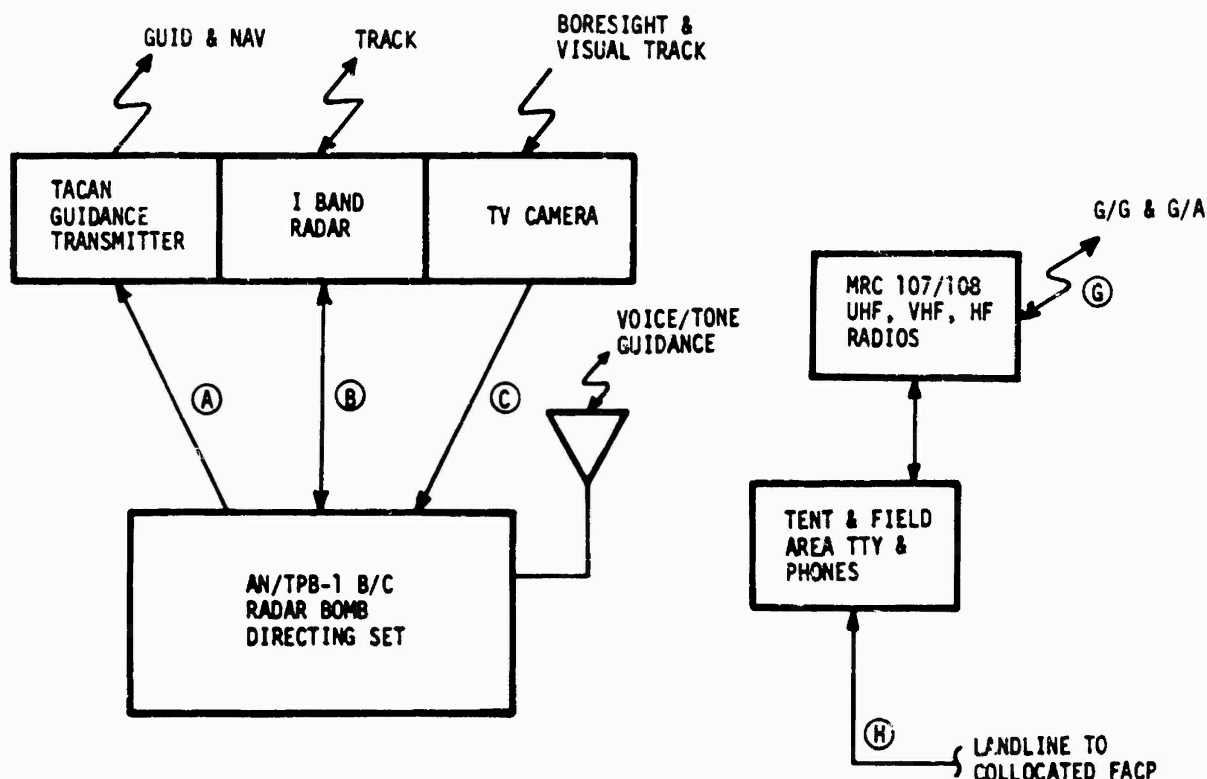 GUID & NAV
TRACK
BORESIGHT &
VISUAL TRACK
TACAN
GUIDANCE
TRANSMITTER
I BAND
RADAR
TV CAMERA
G/G & G/A
MRC 107/108
UHF, VHF, HF
RADIOS
G
VOICE/TONE
GUIDANCE
A
B
C
TENT & FIELD
AREA TTY &
PHONES
AN/TPB-1 B/C
RADAR BOMB
DIRECTING SET
H
LANDLINE TO
COLLOCATED FACP